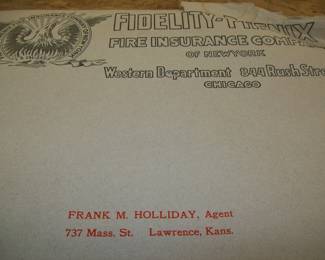 FIDELITY-PHENIX
FIRE INSURANCE COMPA
OF NEW YORK
Western Department 844 Rush Stre
CHICAGO
FRANK M. HOLLIDAY, Agent
737 Mass. St. Lawrence, Kans.